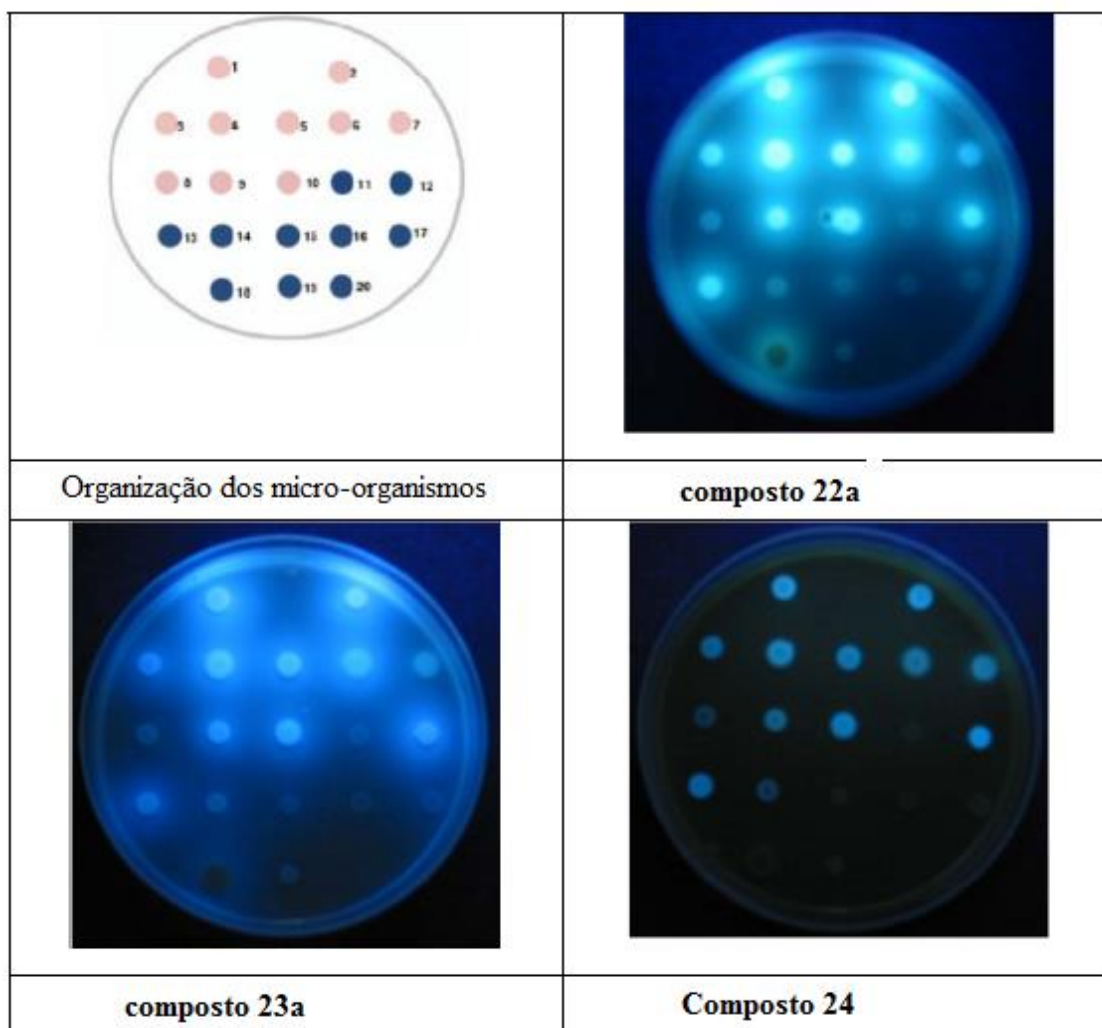 1 2
3 4 5 6 7
8 9 10 11 12
13 14 15 16 17
18 19 20
Organização dos micro-organismos
composto 22a
composto 23a
Composto 24